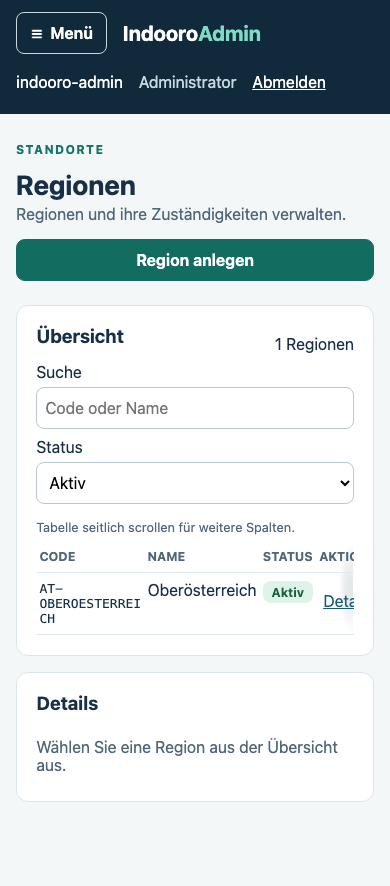 ≡ Menü IndooroAdmin
indooro-admin Administrator Abmelden
STANDORTE
Regionen
Regionen und ihre Zuständigkeiten verwalten.
Region anlegen
Übersicht
1 Regionen
Suche
Code oder Name
Status
Aktiv
Tabelle seitlich scrollen für weitere Spalten.
CODE NAME STATUS AKTIO
AT-
OBEROESTERREI
CH
Oberösterreich Aktiv
Deta
Details
Wählen Sie eine Region aus der Übersicht
aus.